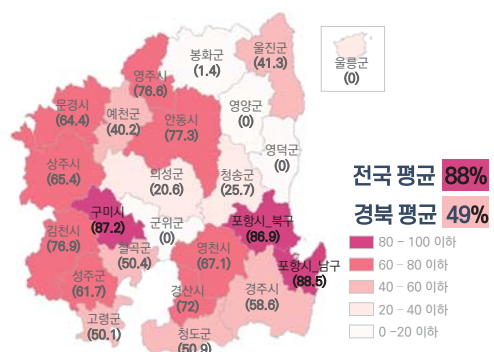 울진군
(41.3)
봉화군
(1.4)
울릉군
(0)
영주시
(76.6)
문경시
(64.4)
예천군
(40.2)
안동시
(77.3)
영양군
(0)
영덕군
(0)
상주시
(65.4)
의성군
(20.6)
청송군
(25.7)
전국 평균 88%
구미시
(87.2)
군위군
(0)
포항시_북구
(86.9)
경북 평균 49%
김천시
(76.9)
칠곡군
(50.4)
영천시
(67.1)
포항시_남구
(88.5)
성주군
(61.7)
경산시
(72)
경주시
(58.6)
고령군
(50.1)
청도군
(50.9)
80 – 100 이하
60 – 80 이하
40 – 60 이하
20 – 40 이하
0 –20 이하